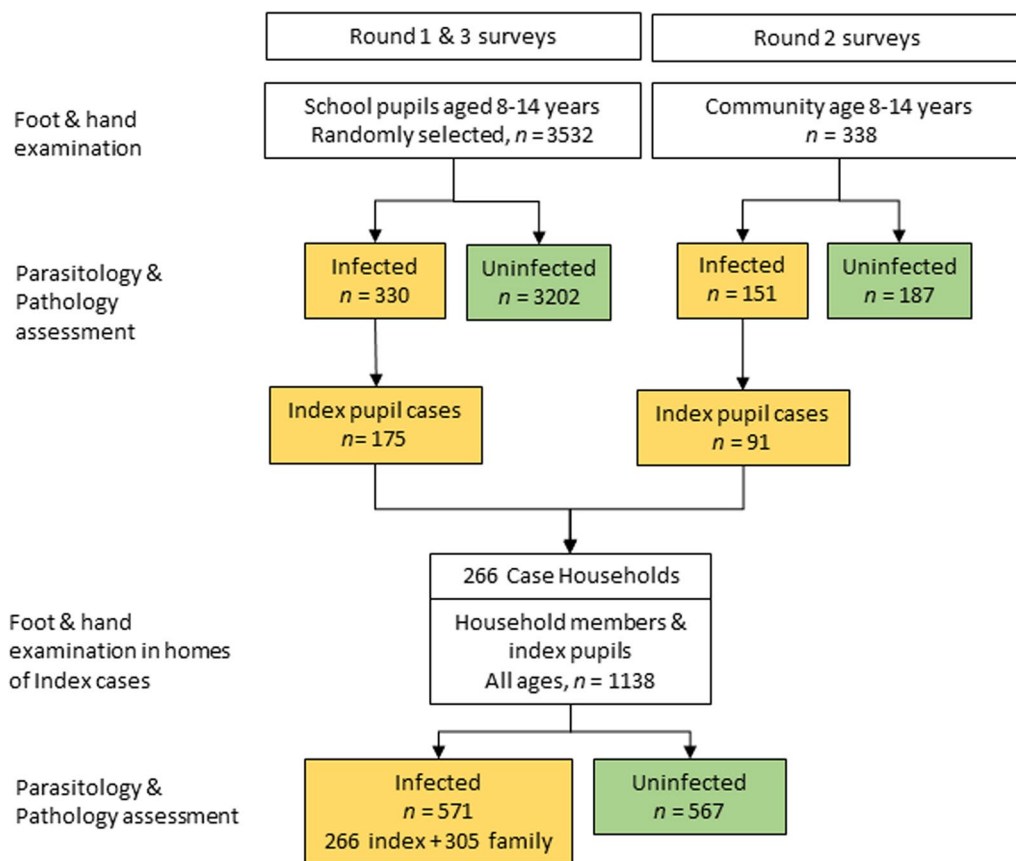 Round 1 & 3 surveys
Round 2 surveys
Foot & hand
examination
School pupils aged 8-14 years
Randomly selected, n = 3532
Community age 8-14 years
n = 338
Parasitology &
Pathology
assessment
Infected
n = 330
Uninfected
n = 3202
Infected
n = 151
Uninfected
n = 187
Index pupil cases
n= 175
Index pupil cases
n = 91
266 Case Households
Foot & hand
examination in homes
of Index cases
Household members &
index pupils
All ages, n = 1138
Parasitology &
Pathology assessment
Infected
n = 571
266 index + 305 family
Uninfected
n = 567